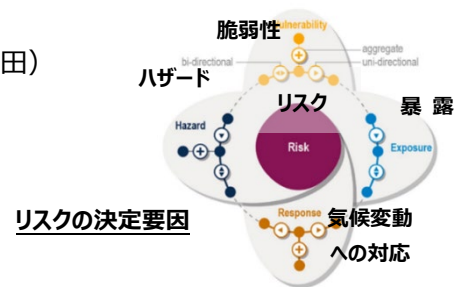 脆弱性
Vulnerability
aggregate
uni-directional
bi-directional
田）
ハザード
リスク
暴 露
Hazard
Risk
Exposure
リスクの決定要因
Response
気候変動
への対応